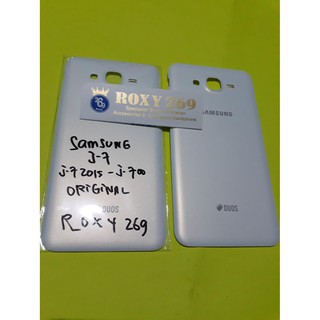 ROXY 269
SAMSUNG
SAMSUNG
J-7
J-7 2015 - J-700
ORIGINAL
ROXY 269
DUOS
DUOS